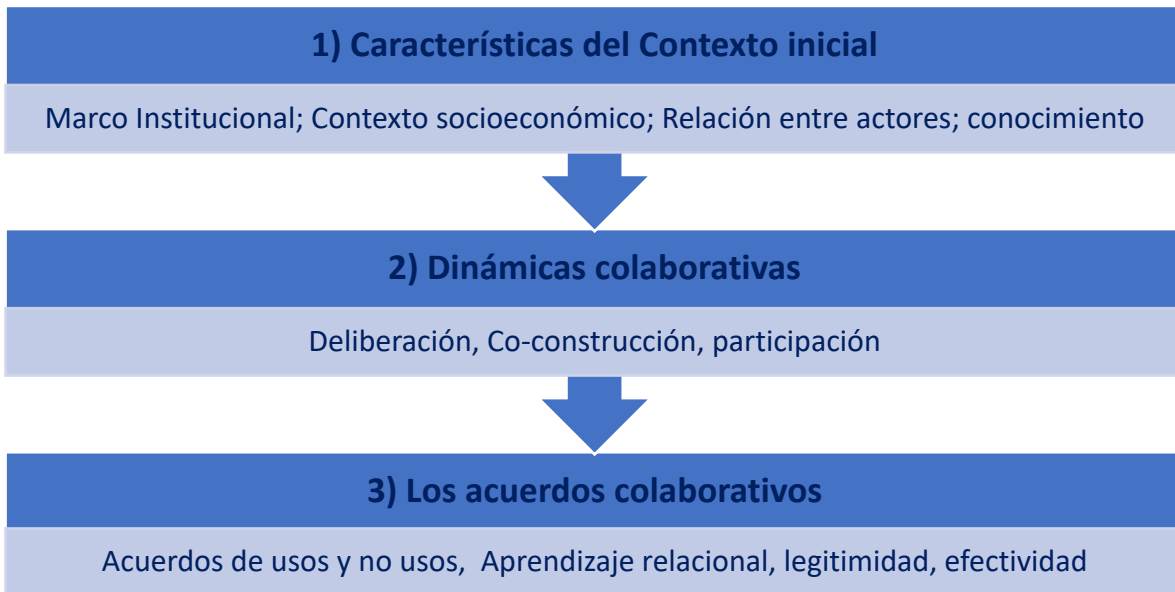 1) Características del Contexto inicial
Marco Institucional; Contexto socioeconómico; Relación entre actores; conocimiento
2) Dinámicas colaborativas
Deliberación, Co-construcción, participación
3) Los acuerdos colaborativos
Acuerdos de usos y no usos, Aprendizaje relacional, legitimidad, efectividad